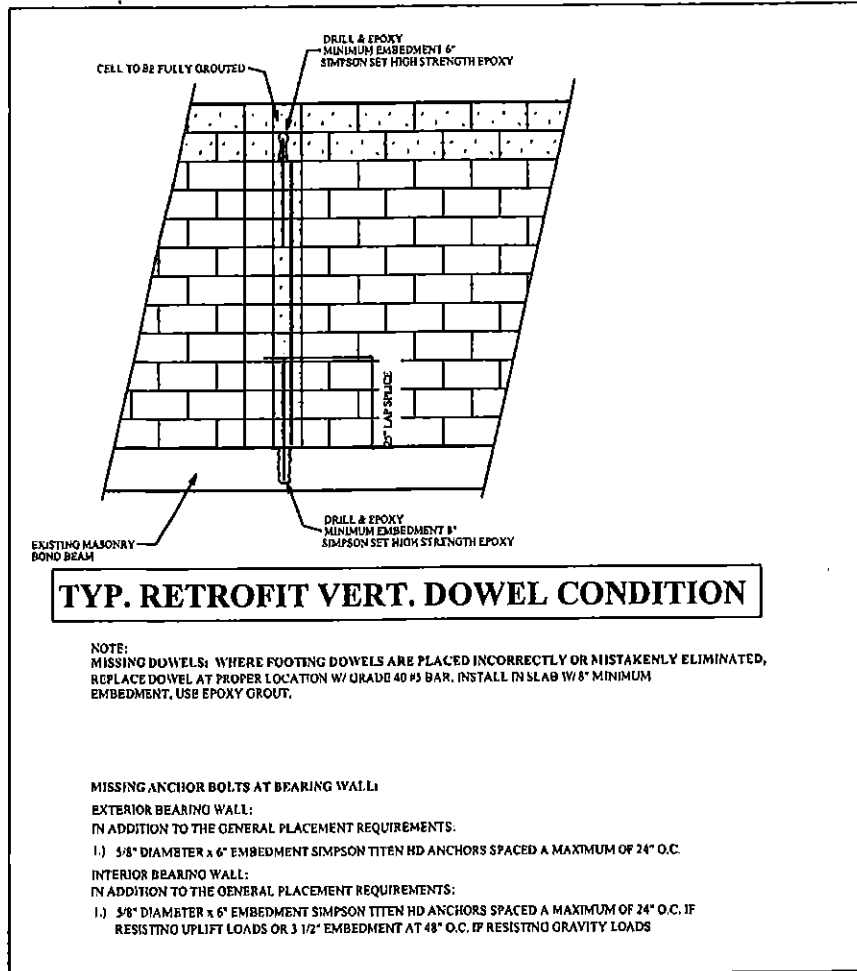 DRILL & EPOXY
MINIMUM EMBEDMENT 6"
SIMPSON SET HIGH STRENGTH EPOXY
CELL TO BE FULLY GROUTED
25" LAP SPLICE
DRILL & EPOXY
MINIMUM EMBEDMENT 8"
SIMPSON SET HIGH STRENGTH EPOXY
EXISTING MASONRY
BOND BEAM
TYP. RETROFIT VERT. DOWEL CONDITION
NOTE:
MISSING DOWELS: WHERE FOOTING DOWELS ARE PLACED INCORRECTLY OR MISTAKENLY ELIMINATED,
REPLACE DOWEL AT PROPER LOCATION W/ GRADE 40 #5 BAR. INSTALL IN SLAB W/ 8" MINIMUM
EMBEDMENT. USE EPOXY GROUT.
MISSING ANCHOR BOLTS AT BEARING WALL:
EXTERIOR BEARING WALL:
IN ADDITION TO THE GENERAL PLACEMENT REQUIREMENTS:
1.) 5/8" DIAMETER x 6" EMBEDMENT SIMPSON TITEN HD ANCHORS SPACED A MAXIMUM OF 24" O.C.
INTERIOR BEARING WALL:
IN ADDITION TO THE GENERAL PLACEMENT REQUIREMENTS:
1.) 5/8" DIAMETER x 6" EMBEDMENT SIMPSON TITEN HD ANCHORS SPACED A MAXIMUM OF 24" O.C. IF
RESISTING UPLIFT LOADS OR 3 1/2" EMBEDMENT AT 48" O.C. IF RESISTING GRAVITY LOADS